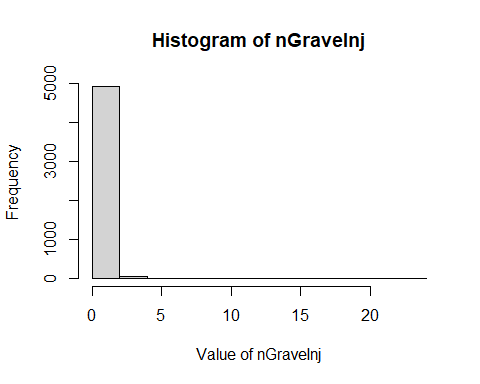 Histogram of nGraveInj
Frequency
5000
3000
1000
0
0 5 10 15 20
Value of nGraveInj